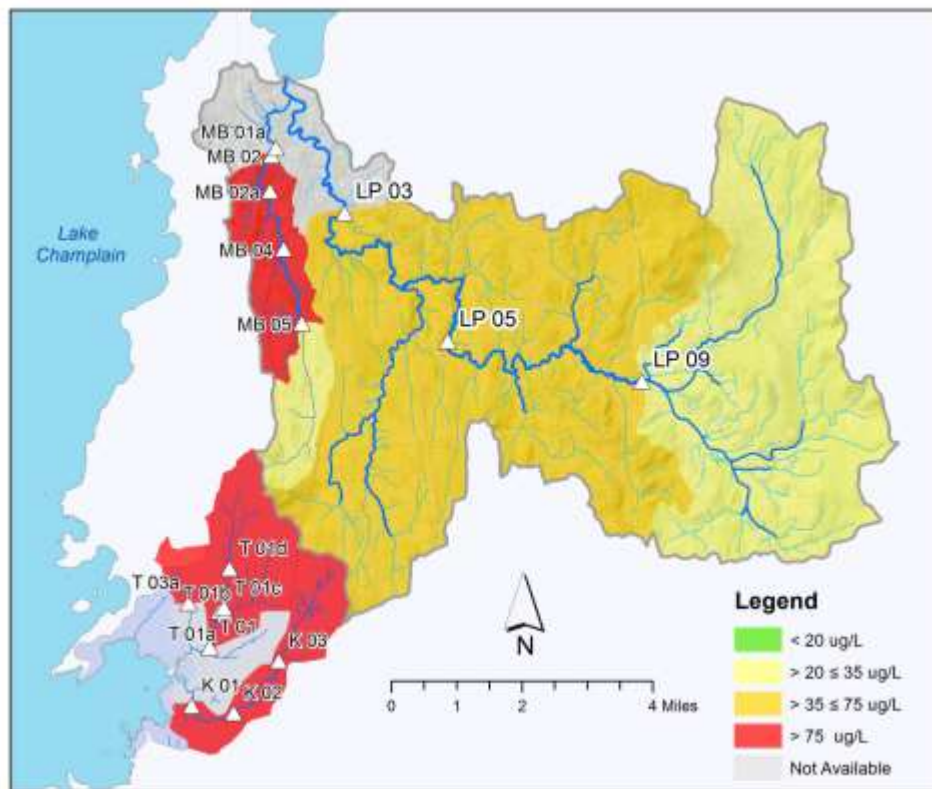 MB 01a
MB 02
MB 02a
LP 03
Lake
Champlain
MB 04
MB 05
LP 05
LP 09
T 01d
T 03a
T 01b
T 01c
T 01
T 01a
K 03
K 01
K 02
N
0 1 2 4 Miles
Legend
< 20 ug/L
> 20 ≤ 35 ug/L
> 35 ≤ 75 ug/L
> 75 ug/L
Not Available